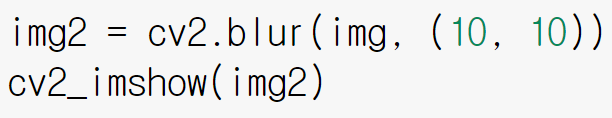 img2 = cv2.blur(img, (10, 10))
cv2_imshow(img2)